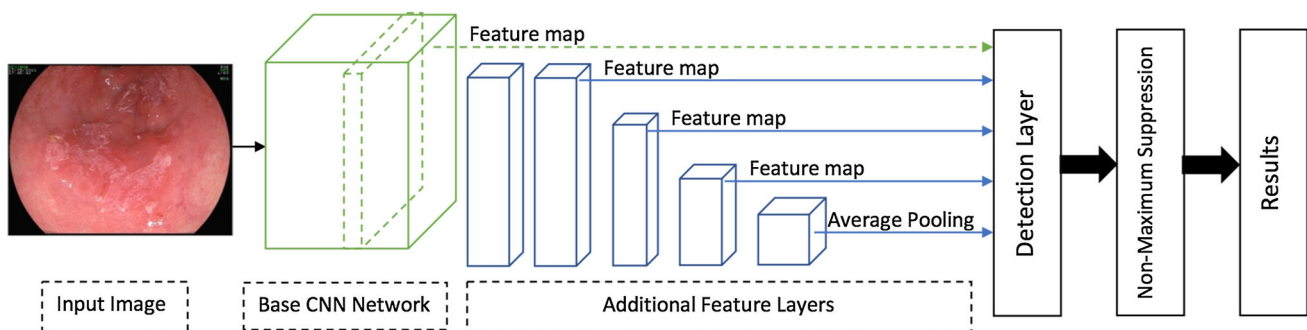 Feature map
Feature map
Feature map
Feature map
Average Pooling
Detection Layer
Non-Maximum Suppression
Results
Input Image
Base CNN Network
Additional Feature Layers